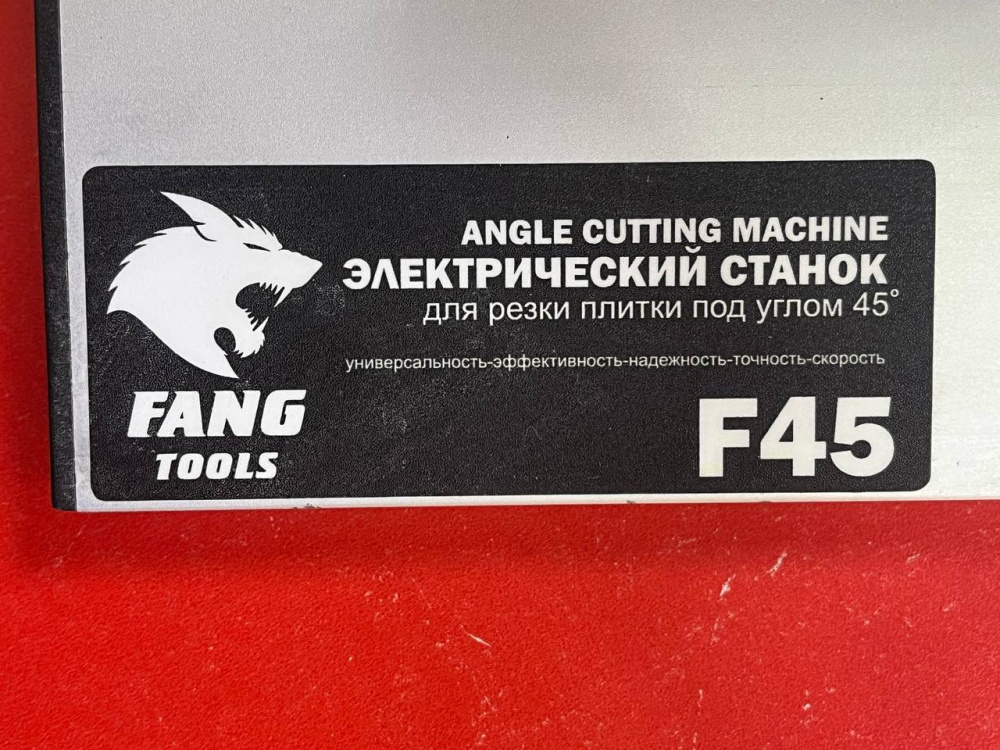 ANGLE CUTTING MACHINE
ЭЛЕКТРИЧЕСКИЙ СТАНОК
для резки плитки под углом 45°
универсальность-эффективность-надежность-точность-скорость
FANG
TOOLS
F45